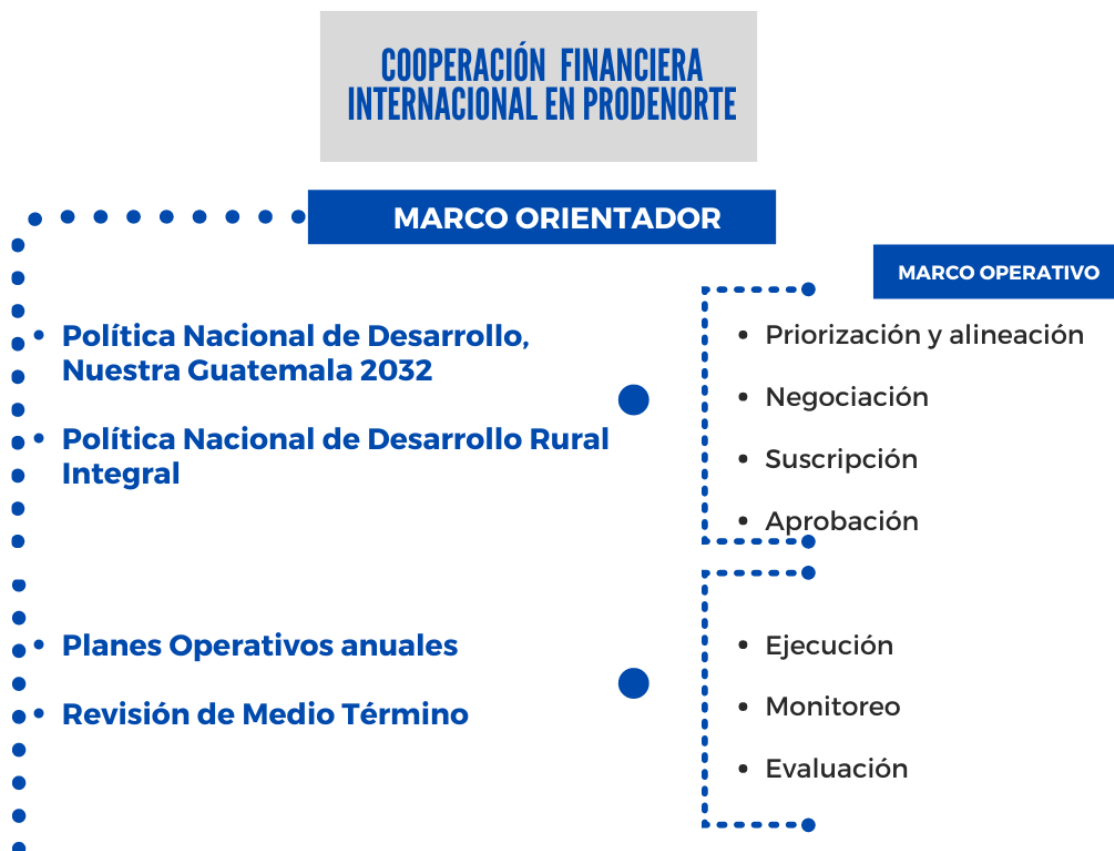 COOPERACIÓN FINANCIERA
INTERNACIONAL EN PRODENORTE
MARCO ORIENTADOR
MARCO OPERATIVO
• Política Nacional de Desarrollo,
Nuestra Guatemala 2032
• Política Nacional de Desarrollo Rural
Integral
• Priorización y alineación
• Negociación
• Suscripción
• Aprobación
• Planes Operativos anuales
• Revisión de Medio Término
• Ejecución
• Monitoreo
• Evaluación